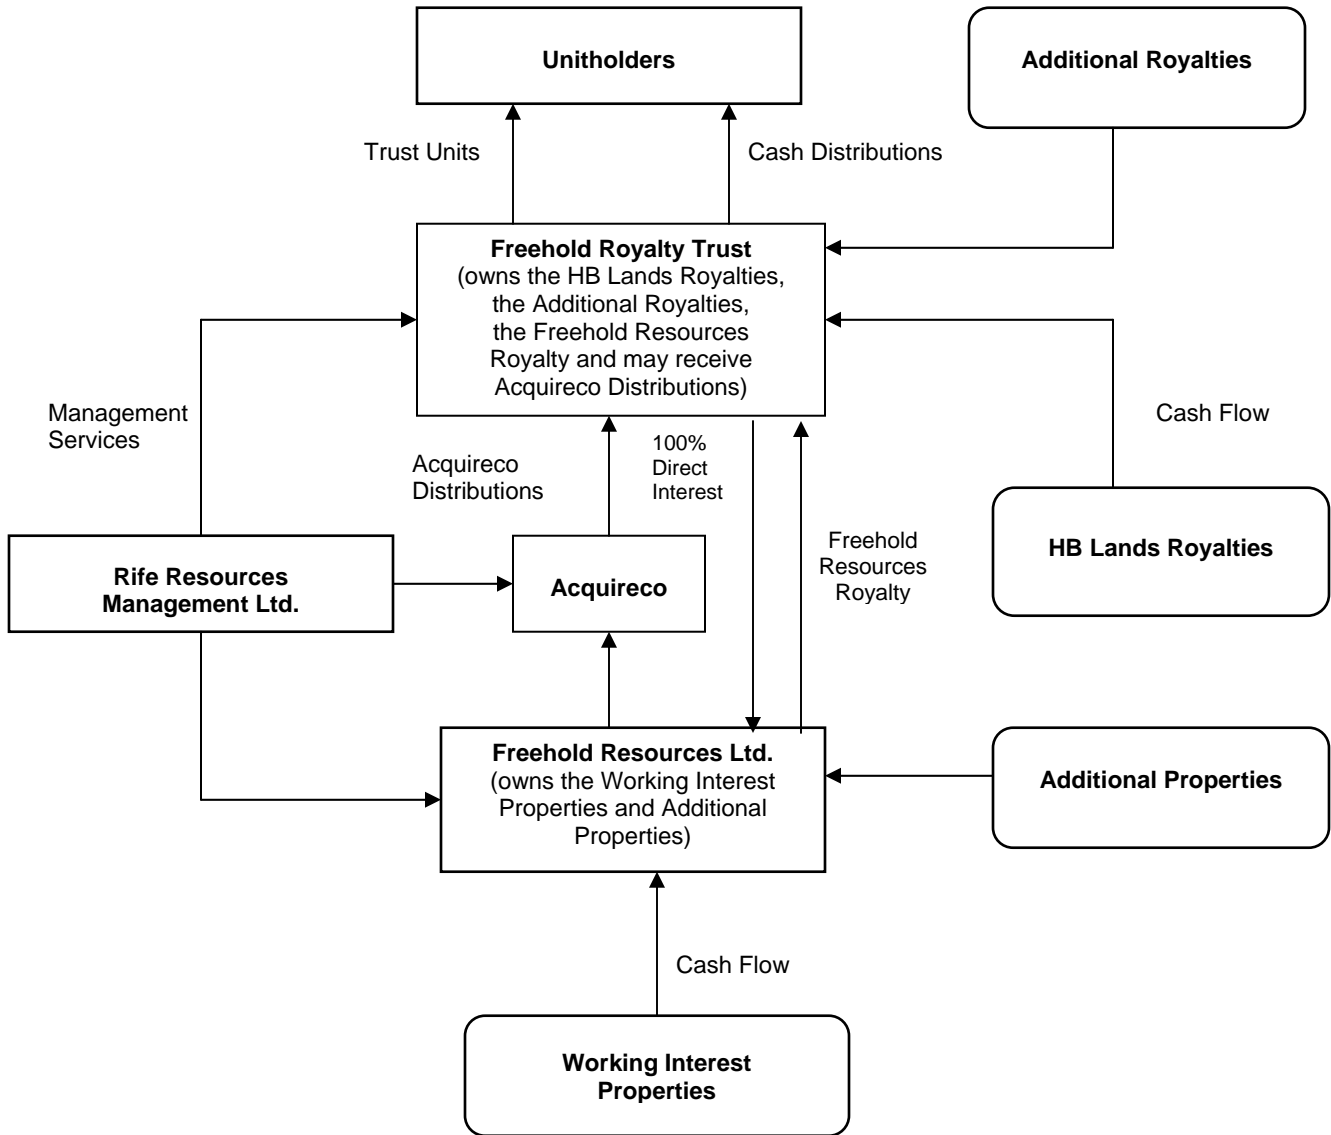 Unitholders
Additional Royalties
Trust Units
Cash Distributions
Freehold Royalty Trust
(owns the HB Lands Royalties,
the Additional Royalties,
the Freehold Resources
Royalty and may receive
Acquireco Distributions)
Management
Services
Cash Flow
Acquireco
Distributions
100%
Direct
Interest
Freehold
Resources
Royalty
HB Lands Royalties
Rife Resources
Management Ltd.
Acquireco
Freehold Resources Ltd.
(owns the Working Interest
Properties and Additional
Properties)
Additional Properties
Cash Flow
Working Interest
Properties